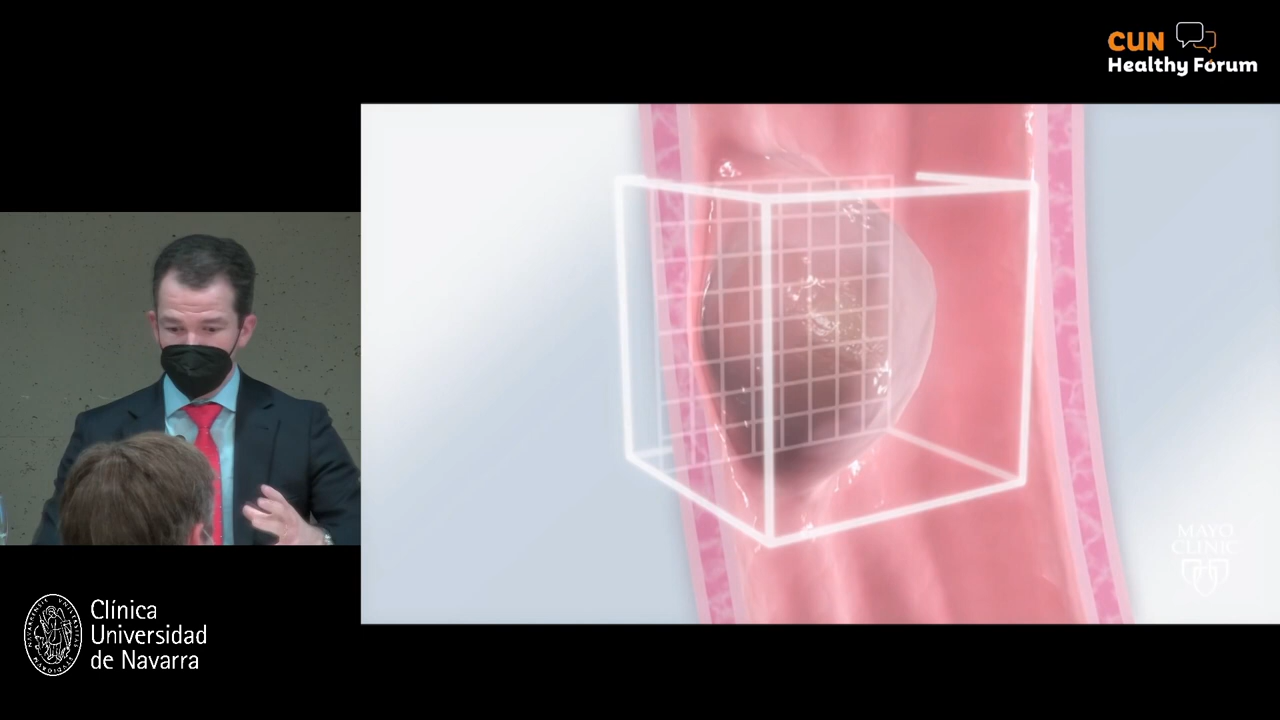 CUN
Healthy Forum
MAYO
CLINIC
Clínica
Universidad
de Navarra